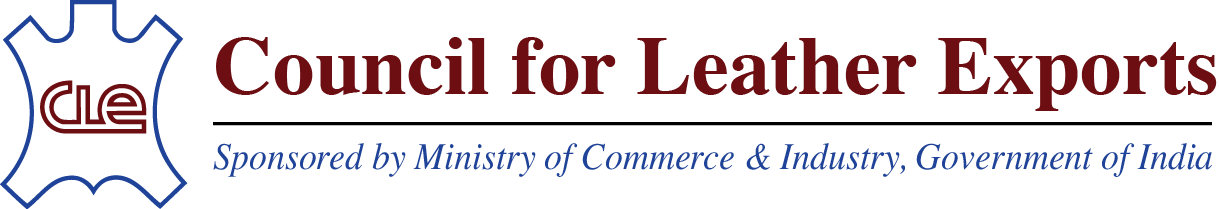 cle
Council for Leather Exports
Sponsored by Ministry of Commerce & Industry, Government of India